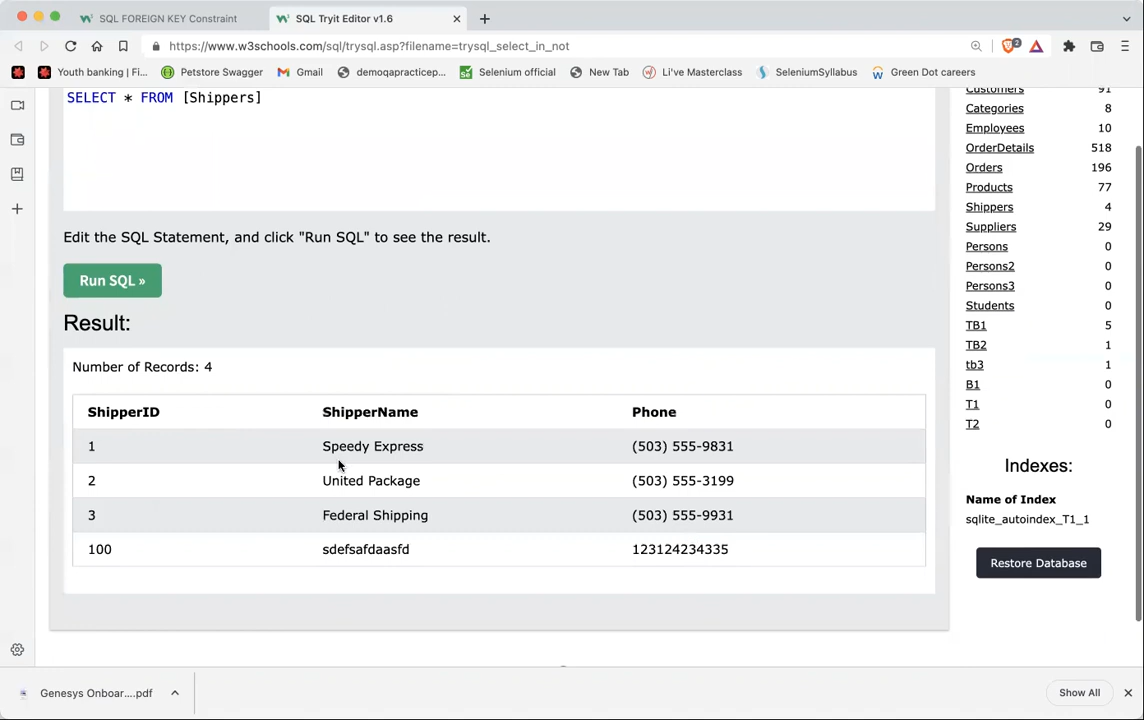 SQL FOREIGN KEY Constraint
SQL Tryit Editor v1.6
https://www.w3schools.com/sql/trysql.asp?filename=trysql_select_in_not
2
Youth banking | Fi...
Petstore Swagger
Gmail
demoqapracticep...
Selenium official
New Tab
Li've Masterclass
SeleniumSyllabus
Green Dot careers
SELECT * FROM [Shippers]
Edit the SQL Statement, and click "Run SQL" to see the result.
Run SQL »
Result:
Number of Records: 4
ShipperID ShipperName Phone
1 Speedy Express (503) 555-9831
2 United Package (503) 555-3199
3 Federal Shipping (503) 555-9931
100 sdefsafdaasfd 123124234335
Customers 91
Categories 8
Employees 10
OrderDetails 518
Orders 196
Products 77
Shippers 4
Suppliers 29
Persons 0
Persons2 0
Persons3 0
Students 0
TB1 5
TB2 1
tb3 1
B1 0
T1 0
T2 0
Indexes:
Name of Index
sqlite_autoindex_T1_1
Restore Database
Genesys Onboar....pdf
Show All